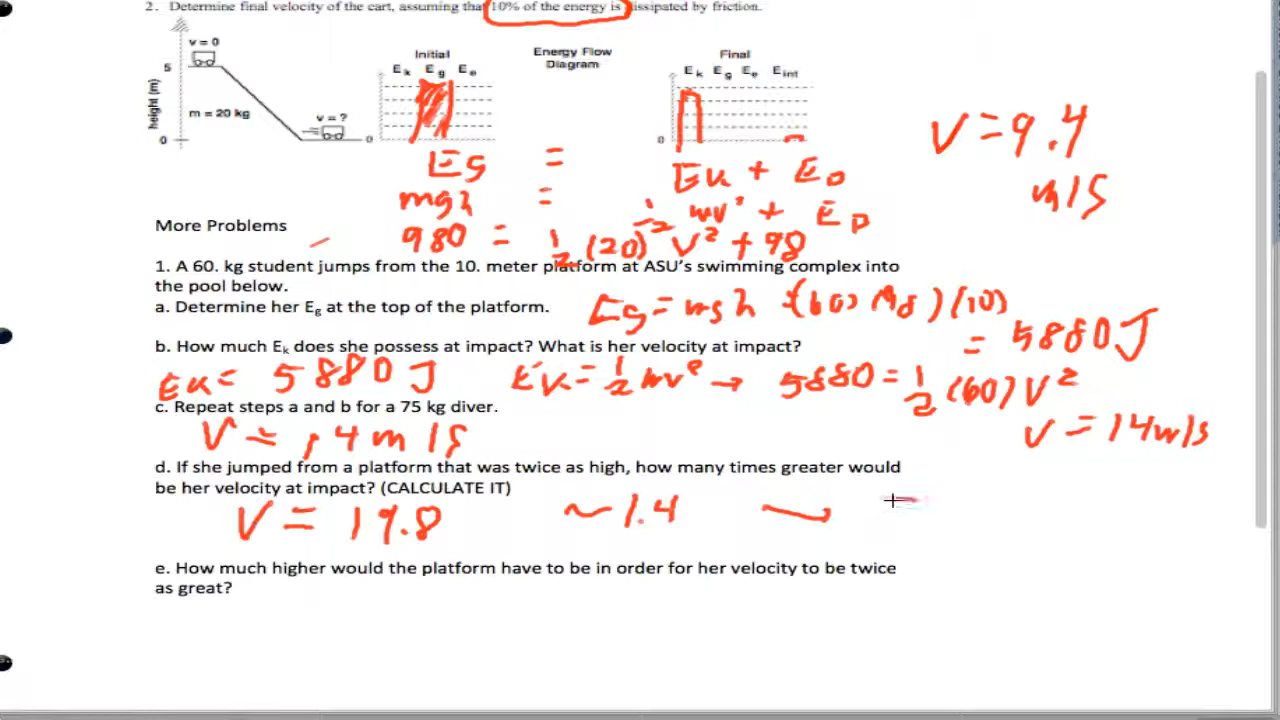 2. Determine final velocity of the cart, assuming that 10% of the energy is dissipated by friction.
v = 0
5
height (m)
m = 20 kg
v = ?
0
Initial
Ek Eg Ee
0
Energy Flow
Diagram
Final
Ek Eg Ee Eint
0
V = 9.4
m/s
Eg = Ek + ED
mgh = 1/2 mv² + ED
980 = 1/2 (20) V² + 98
More Problems
1. A 60. kg student jumps from the 10. meter platform at ASU's swimming complex into
the pool below.
a. Determine her Eg at the top of the platform.
Eg = mgh (60) (9.8) (10)
= 5880 J
b. How much Ek does she possess at impact? What is her velocity at impact?
Ek = 5880 J Ek = 1/2 mv² → 5880 = 1/2 (60) V²
V = 14 m/s
c. Repeat steps a and b for a 75 kg diver.
V = 14 m/s
d. If she jumped from a platform that was twice as high, how many times greater would
be her velocity at impact? (CALCULATE IT)
V = 19.8 ~1.4
e. How much higher would the platform have to be in order for her velocity to be twice
as great?